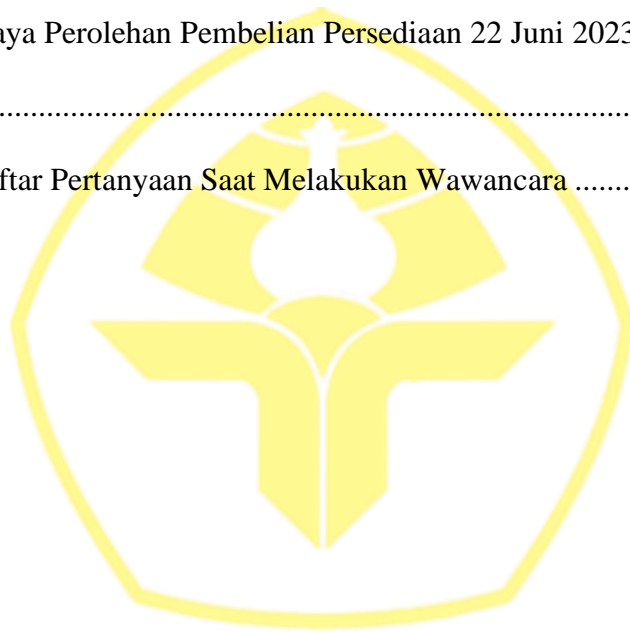 aya Perolehan Pembelian Persediaan 22 Juni 2023
................................................................................
ftar Pertanyaan Saat Melakukan Wawancara .......